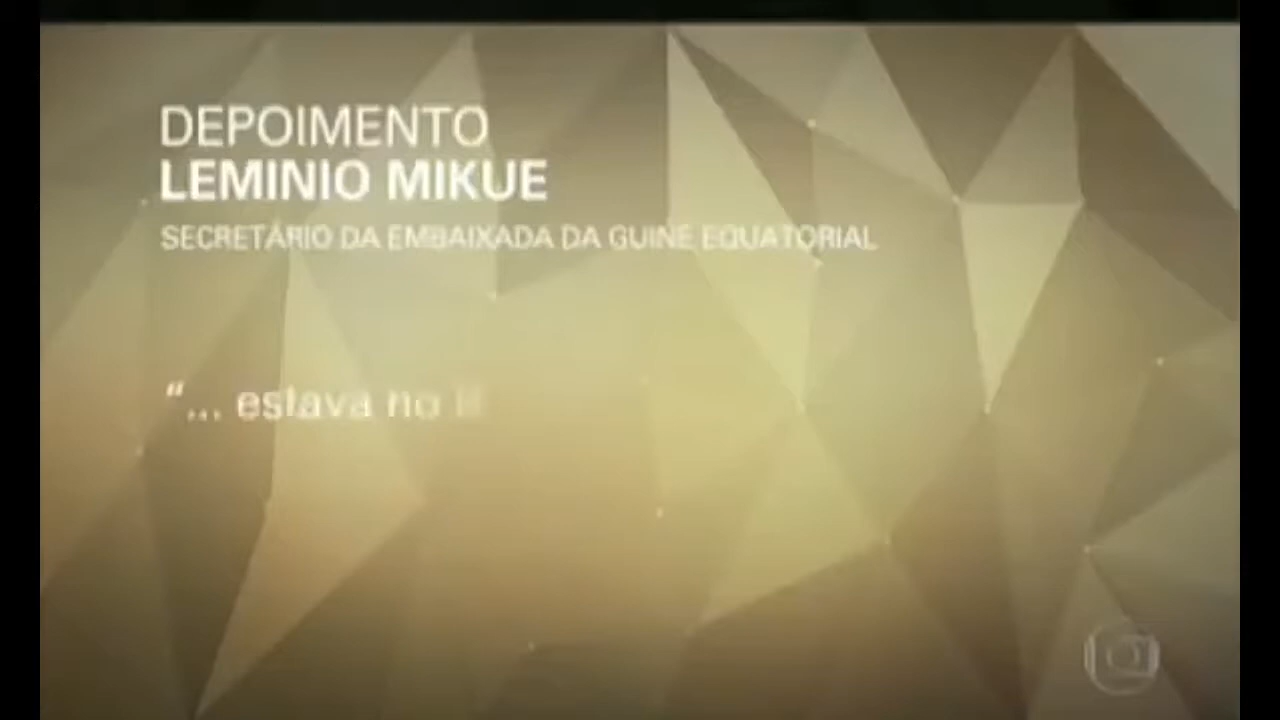 DEPOIMENTO
LEMINIO MIKUE
SECRETÁRIO DA EMBAIXADA DA GUINÉ EQUATORIAL
“... estava no